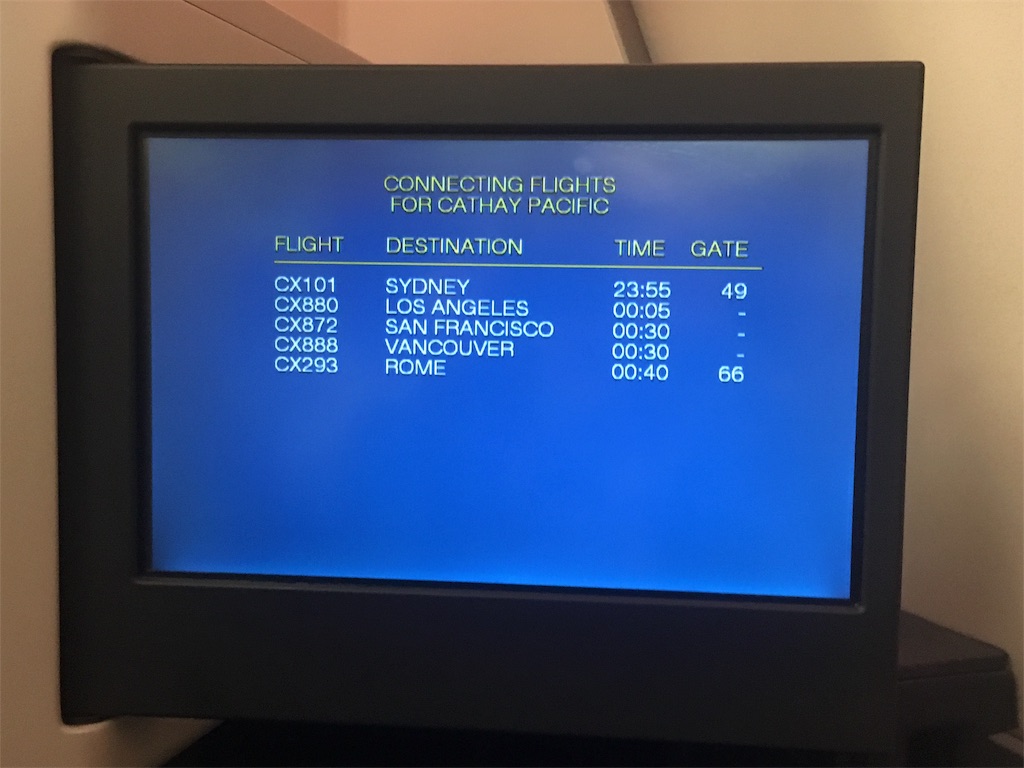 CONNECTING FLIGHTS
FOR CATHAY PACIFIC
FLIGHT DESTINATION TIME GATE
CX101 SYDNEY 23:55 49
CX880 LOS ANGELES 00:05 -
CX872 SAN FRANCISCO 00:30 -
CX888 VANCOUVER 00:30 -
CX293 ROME 00:40 66